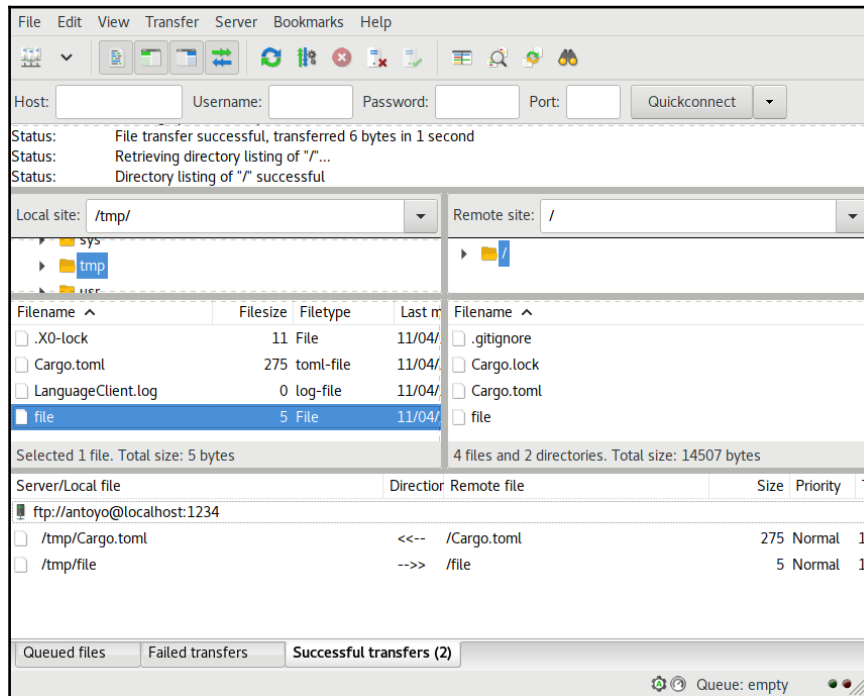 File Edit View Transfer Server Bookmarks Help
Host: Username: Password: Port: Quickconnect
Status: File transfer successful, transferred 6 bytes in 1 second
Status: Retrieving directory listing of "/"...
Status: Directory listing of "/" successful
Local site: /tmp/ Remote site: /
sys
tmp /
usr
Filename Filesize Filetype Last m Filename
.X0-lock 11 File 11/04/ .gitignore
Cargo.toml 275 toml-file 11/04/ Cargo.lock
LanguageClient.log 0 log-file 11/04/ Cargo.toml
file 5 File 11/04/ file
Selected 1 file. Total size: 5 bytes 4 files and 2 directories. Total size: 14507 bytes
Server/Local file Direction Remote file Size Priority
ftp://antoyo@localhost:1234
/tmp/Cargo.toml <<-- /Cargo.toml 275 Normal 1
/tmp/file -->> /file 5 Normal 1
Queued files Failed transfers Successful transfers (2)
Queue: empty